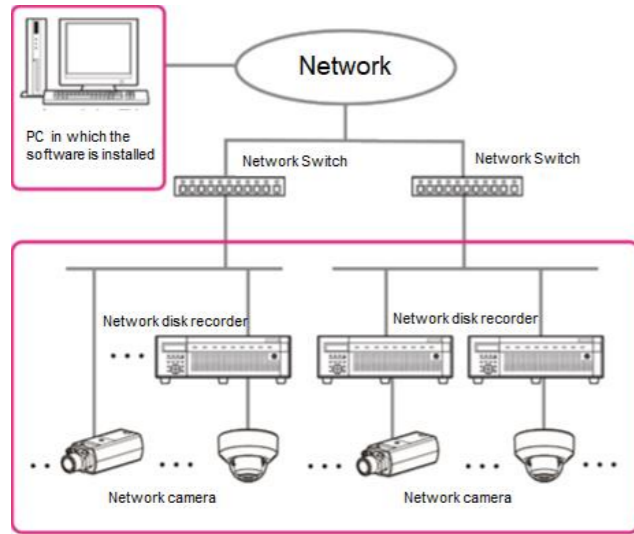 Network
PC in which the
software is installed
Network Switch
Network Switch
Network disk recorder
Network disk recorder
Network camera
Network camera